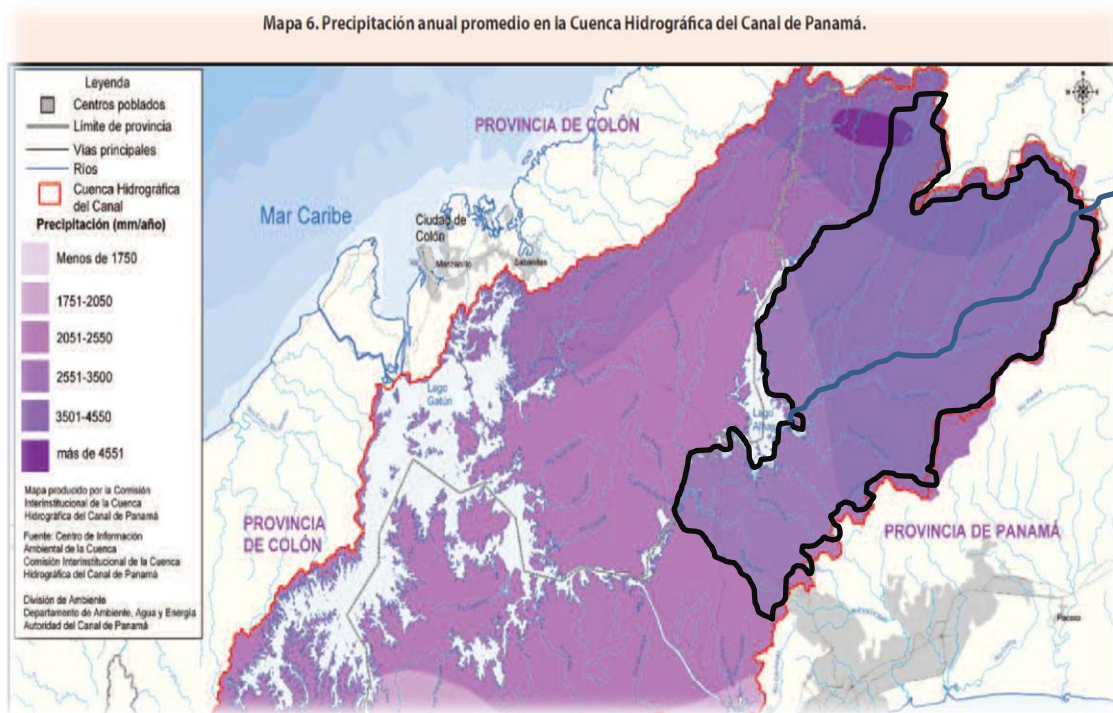 Mapa 6. Precipitación anual promedio en la Cuenca Hidrográfica del Canal de Panamá.
Leyenda
Centros poblados
Límite de provincia
Vías principales
Ríos
Cuenca Hidrográfica
del Canal
Precipitación (mm/año)
Menos de 1750
1751-2050
2051-2550
2551-3500
3501-4550
más de 4551
Mapa producido por la Comisión
Interinstitucional de la Cuenca
Hidrográfica del Canal de Panamá
Fuente: Centro de Información
Ambiental de la Cuenca
Comisión Interinstitucional de la Cuenca
Hidrográfica del Canal de Panamá
División de Ambiente
Departamento de Ambiente, Agua y Energía
Autoridad del Canal de Panamá
PROVINCIA DE COLÓN
Mar Caribe
Ciudad de
Colón
Manzanillo
Sabanitas
Lago
Gatún
Lago
PROVINCIA
DE COLÓN
PROVINCIA DE PANAMÁ
Pacora